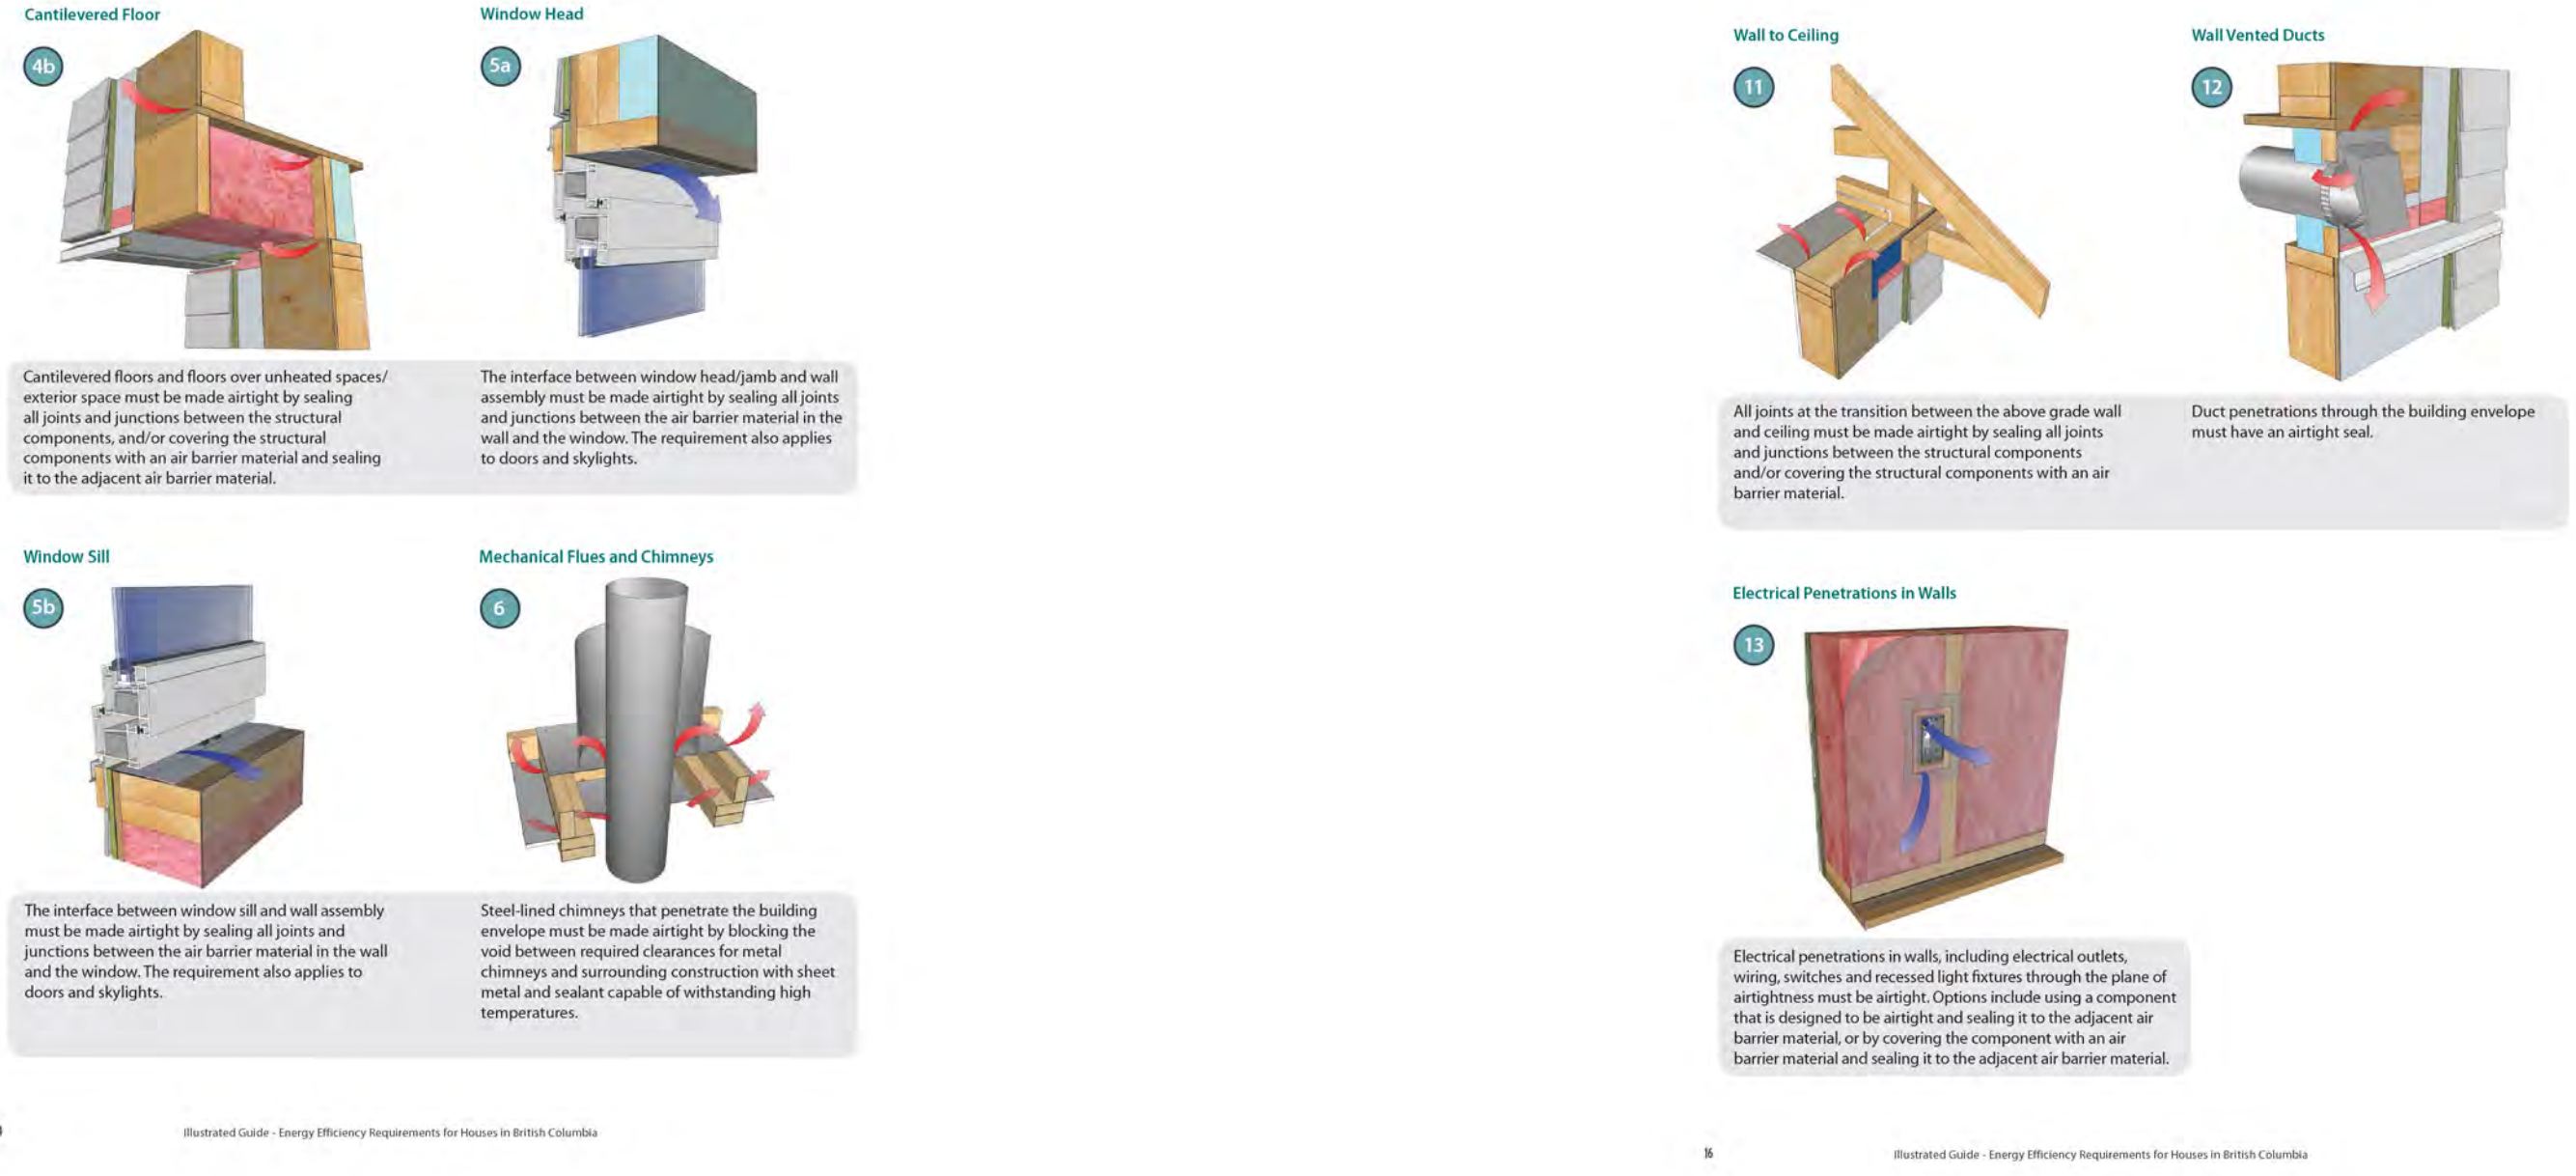 Cantilevered Floor
4b
Cantilevered floors and floors over unheated spaces/
exterior space must be made airtight by sealing
all joints and junctions between the structural
components, and/or covering the structural
components with an air barrier material and sealing
it to the adjacent air barrier material.
Window Head
5a
The interface between window head/jamb and wall
assembly must be made airtight by sealing all joints
and junctions between the air barrier material in the
wall and the window. The requirement also applies
to doors and skylights.
Window Sill
5b
The interface between window sill and wall assembly
must be made airtight by sealing all joints and
junctions between the air barrier material in the wall
and the window. The requirement also applies to
doors and skylights.
Mechanical Flues and Chimneys
6
Steel-lined chimneys that penetrate the building
envelope must be made airtight by blocking the
void between required clearances for metal
chimneys and surrounding construction with sheet
metal and sealant capable of withstanding high
temperatures.
Illustrated Guide - Energy Efficiency Requirements for Houses in British Columbia
Wall to Ceiling
11
All joints at the transition between the above grade wall
and ceiling must be made airtight by sealing all joints
and junctions between the structural components
and/or covering the structural components with an air
barrier material.
Wall Vented Ducts
12
Duct penetrations through the building envelope
must have an airtight seal.
Electrical Penetrations in Walls
13
Electrical penetrations in walls, including electrical outlets,
wiring, switches and recessed light fixtures through the plane of
airtightness must be airtight. Options include using a component
that is designed to be airtight and sealing it to the adjacent air
barrier material, or by covering the component with an air
barrier material and sealing it to the adjacent air barrier material.
16
Illustrated Guide - Energy Efficiency Requirements for Houses in British Columbia